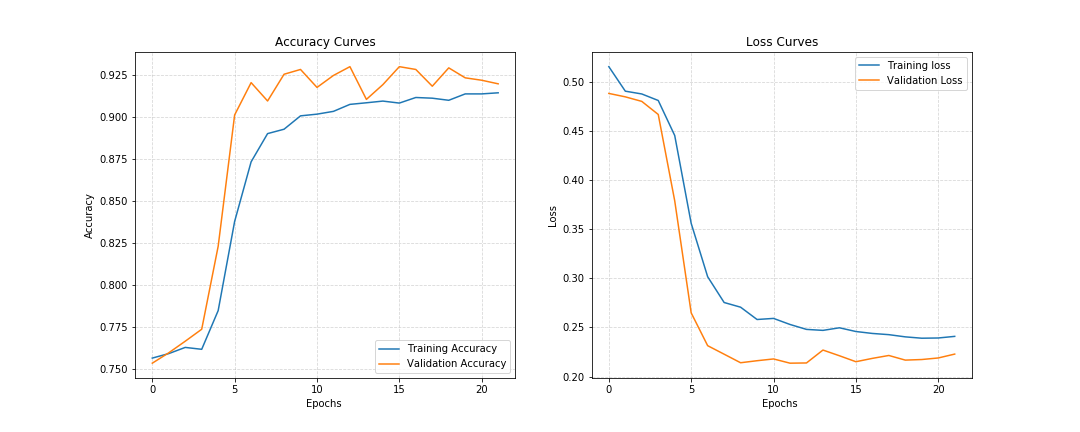 Accuracy Curves
0.925
0.900
0.875
0.850
0.825
0.800
0.775
0.750
Accuracy
0 5 10 15 20
Epochs
Training Accuracy
Validation Accuracy
Loss Curves
0.50
0.45
0.40
0.35
0.30
0.25
0.20
Loss
0 5 10 15 20
Epochs
Training loss
Validation Loss